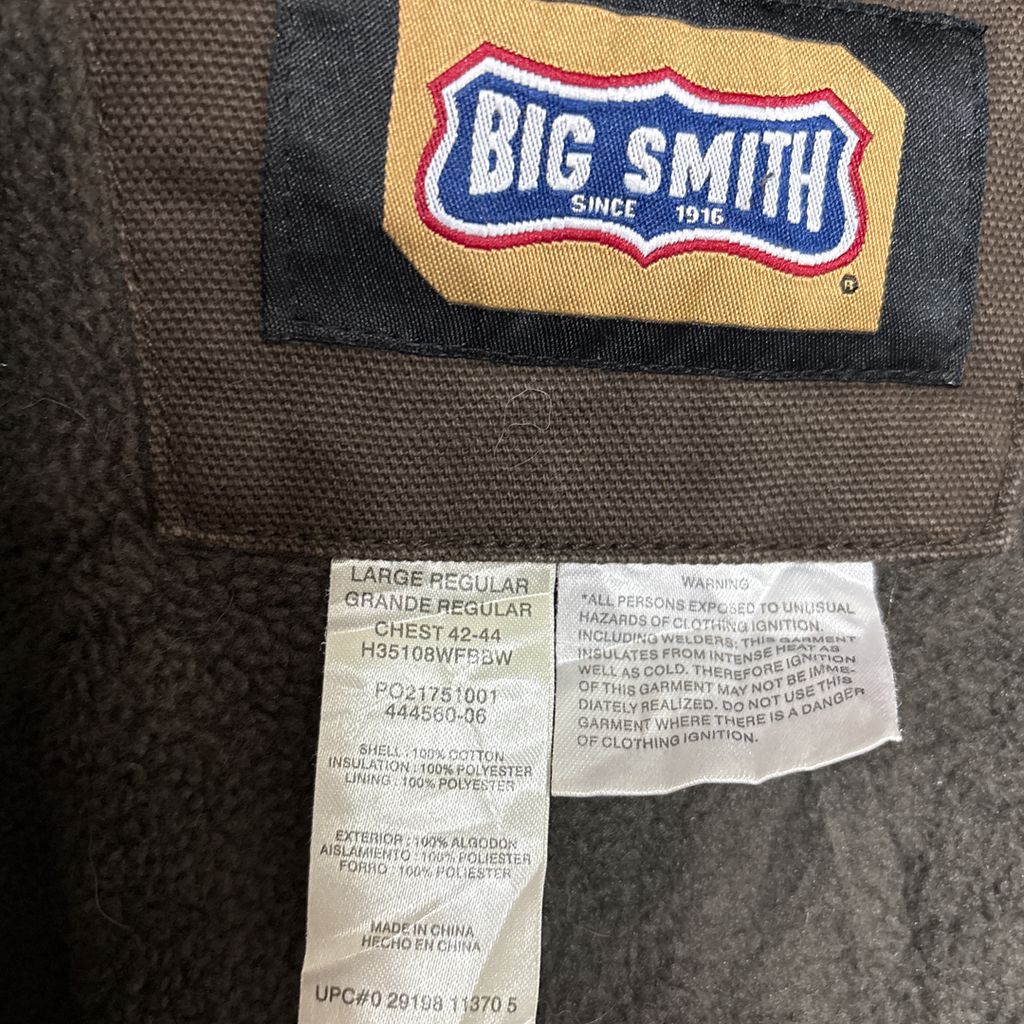 BIG SMITH
SINCE 1916
®
LARGE REGULAR
GRANDE REGULAR
CHEST 42-44
H35108WFBBW
PO21751001
444560-06
SHELL : 100% COTTON
INSULATION : 100% POLYESTER
LINING : 100% POLYESTER
EXTERIOR : 100% ALGODON
AISLAMIENTO : 100% POLIESTER
FORRO : 100% POLIESTER
MADE IN CHINA
HECHO EN CHINA
UPC#0 29198 11370 5
WARNING
"ALL PERSONS EXPOSED TO UNUSUAL
HAZARDS OF CLOTHING IGNITION.
INCLUDING WELDERS: THIS GARMENT
INSULATES FROM INTENSE HEAT AS
WELL AS COLD. THEREFORE IGNITION
OF THIS GARMENT MAY NOT BE IMME-
DIATELY REALIZED. DO NOT USE THIS
GARMENT WHERE THERE IS A DANGER
OF CLOTHING IGNITION.